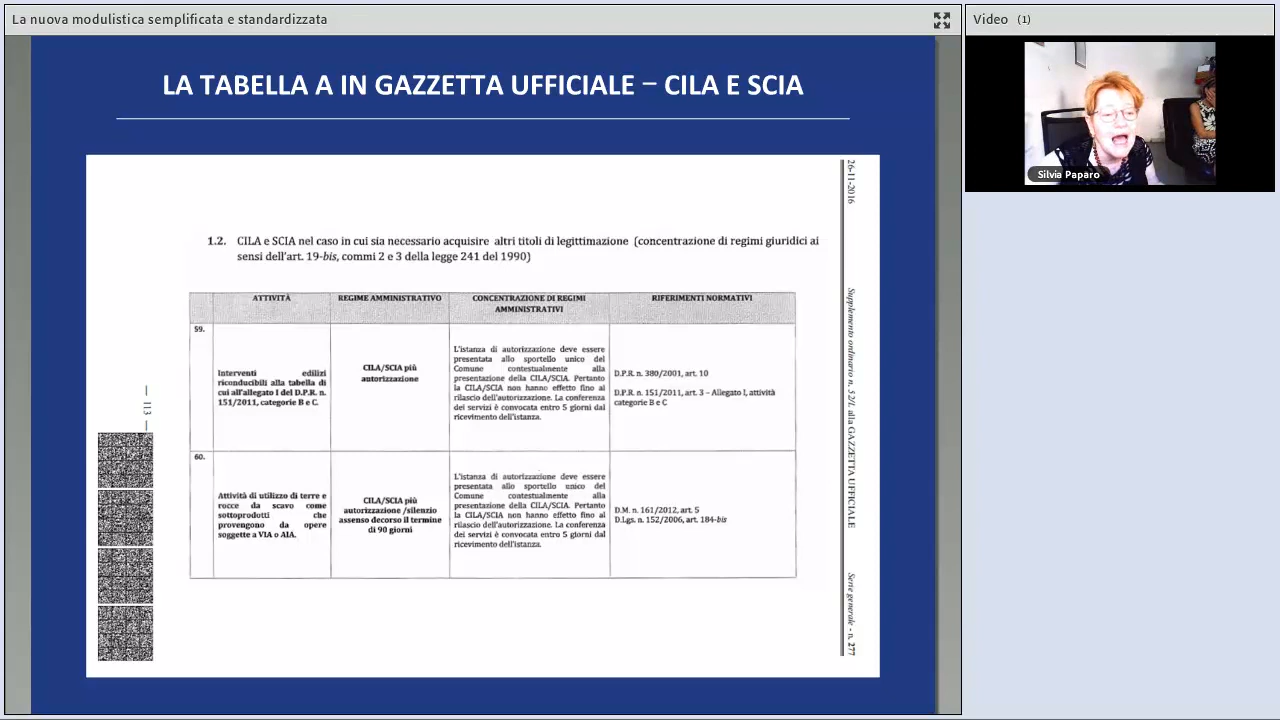 La nuova modulistica semplificata e standardizzata
Video (1)
Silvia Paparo
LA TABELLA A IN GAZZETTA UFFICIALE – CILA E SCIA
26-11-2016
Supplemento ordinario n. 52/L alla GAZZETTA UFFICIALE
Serie generale - n. 277
— 113 —
1.2. CILA e SCIA nel caso in cui sia necessario acquisire altri titoli di legittimazione (concentrazione di regimi giuridici ai
sensi dell'art. 19-bis, commi 2 e 3 della legge 241 del 1990)
ATTIVITÀ
REGIME AMMINISTRATIVO
CONCENTRAZIONE DI REGIMI
AMMINISTRATIVI
RIFERIMENTI NORMATIVI
59.
Interventi edilizi
riconducibili alla tabella di
cui all'allegato I del D.P.R. n.
151/2011, categorie B e C.
CILA/SCIA più
autorizzazione
L'istanza di autorizzazione deve essere
presentata allo sportello unico del
Comune contestualmente alla
presentazione della CILA/SCIA. Pertanto
la CILA/SCIA non hanno effetto fino al
rilascio dell'autorizzazione. La conferenza
dei servizi è convocata entro 5 giorni dal
ricevimento dell'istanza.
D.P.R. n. 380/2001, art. 10
D.P.R. n. 151/2011, art. 3 – Allegato I, attività
categorie B e C
60.
Attività di utilizzo di terre e
rocce da scavo come
sottoprodotti che
provengono da opere
soggette a VIA o AIA.
CILA/SCIA più
autorizzazione /silenzio
assenso decorso il termine
di 90 giorni
L'istanza di autorizzazione deve essere
presentata allo sportello unico del
Comune contestualmente alla
presentazione della CILA/SCIA. Pertanto
la CILA/SCIA non hanno effetto fino al
rilascio dell'autorizzazione. La conferenza
dei servizi è convocata entro 5 giorni dal
ricevimento dell'istanza.
D.M. n. 161/2012, art. 5
D.Lgs. n. 152/2006, art. 184-bis